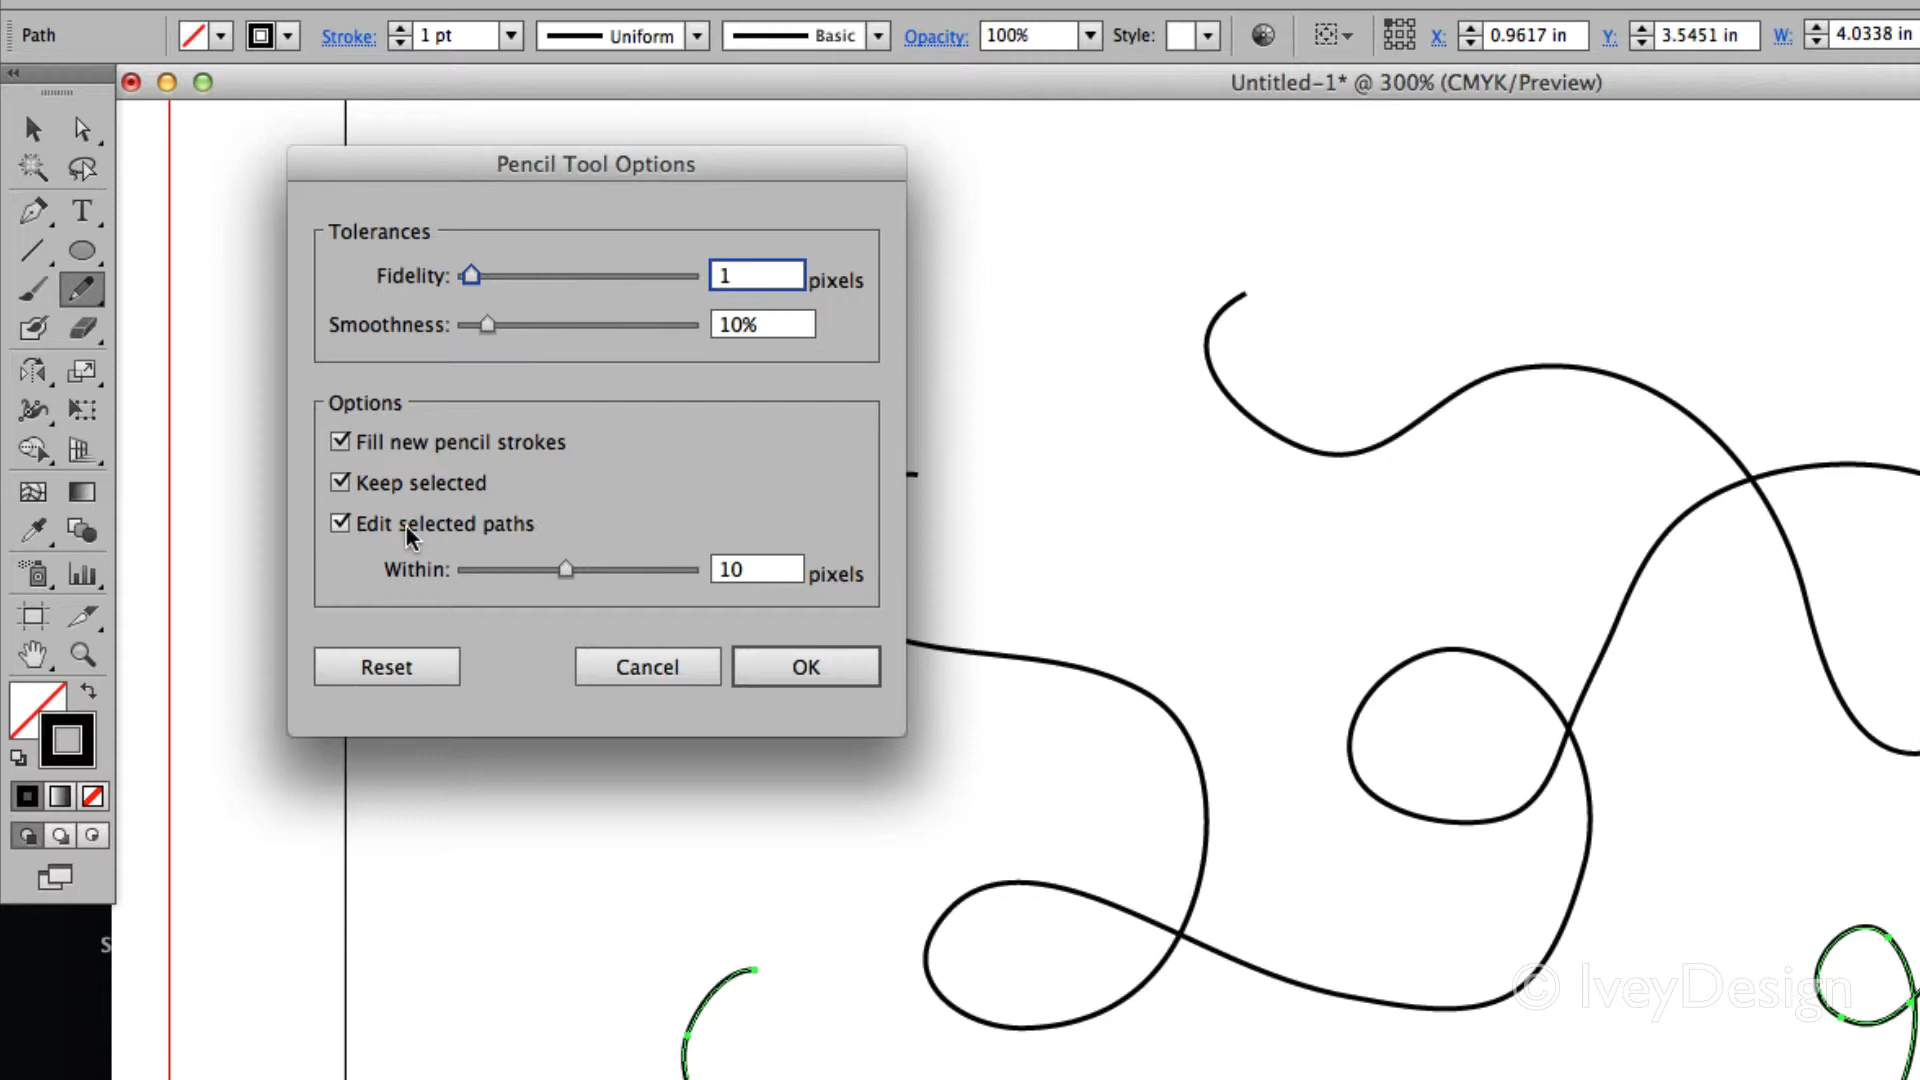 Path Stroke: 1 pt Uniform Basic Opacity: 100% Style: X: 0.9617 in Y: 3.5451 in W: 4.0338 in
Untitled-1* @ 300% (CMYK/Preview)
Pencil Tool Options
Tolerances
Fidelity: 1 pixels
Smoothness: 10%
Options
Fill new pencil strokes
Keep selected
Edit selected paths
Within: 10 pixels
Reset Cancel OK
S
© IveyDesign